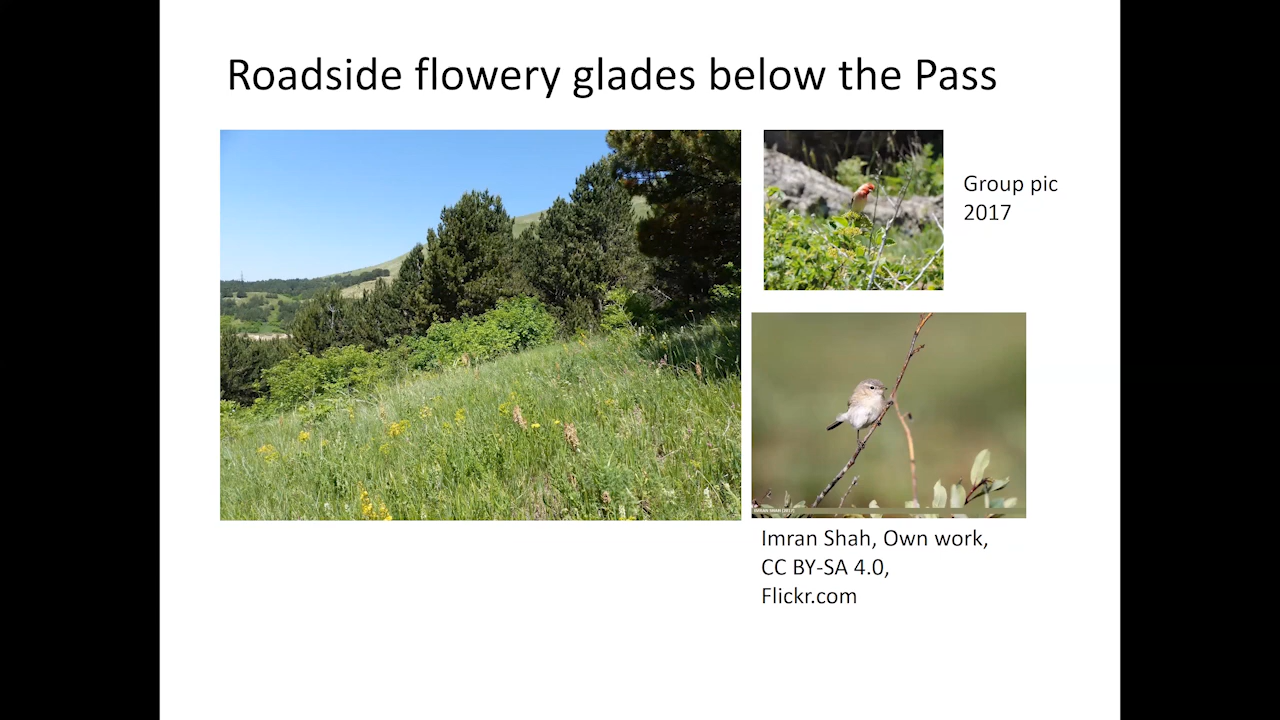 Roadside flowery glades below the Pass
Group pic
2017
Imran Shah, Own work,
CC BY-SA 4.0,
Flickr.com